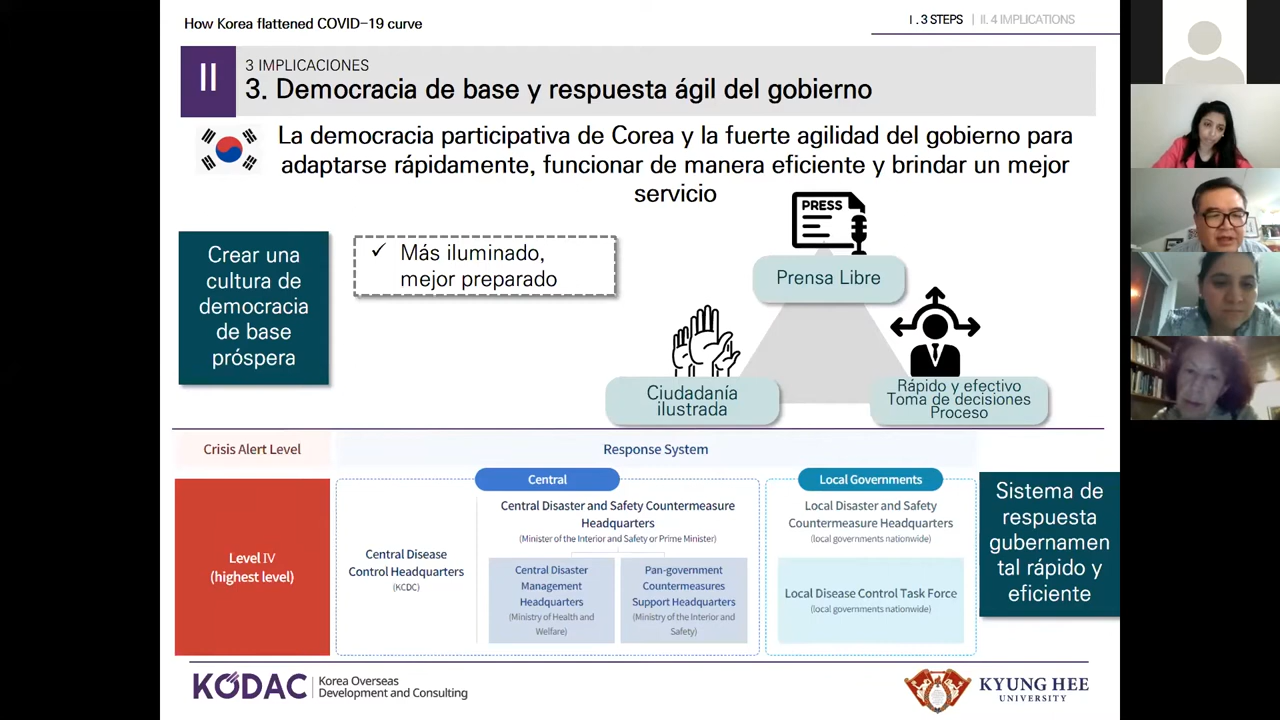 How Korea flattened COVID-19 curve
I . 3 STEPS | II. 4 IMPLICATIONS
II
3 IMPLICACIONES
3. Democracia de base y respuesta ágil del gobierno
La democracia participativa de Corea y la fuerte agilidad del gobierno para
adaptarse rápidamente, funcionar de manera eficiente y brindar un mejor
servicio
PRESS
Crear una
cultura de
democracia
de base
próspera
✓ Más iluminado,
mejor preparado
Prensa Libre
Ciudadanía
ilustrada
Rápido y efectivo
Toma de decisiones
Proceso
Crisis Alert Level
Response System
Level IV
(highest level)
Central Disease
Control Headquarters
(KCDC)
Central
Central Disaster and Safety Countermeasure
Headquarters
(Minister of the Interior and Safety or Prime Minister)
Central Disaster
Management
Headquarters
(Ministry of Health and
Welfare)
Pan-government
Countermeasures
Support Headquarters
(Ministry of the Interior and
Safety)
Local Governments
Local Disaster and Safety
Countermeasure Headquarters
(local governments nationwide)
Local Disease Control Task Force
(local governments nationwide)
Sistema de
respuesta
gubernamen
tal rápido y
eficiente
KODAC
Korea Overseas
Development and Consulting
KYUNG HEE
UNIVERSITY